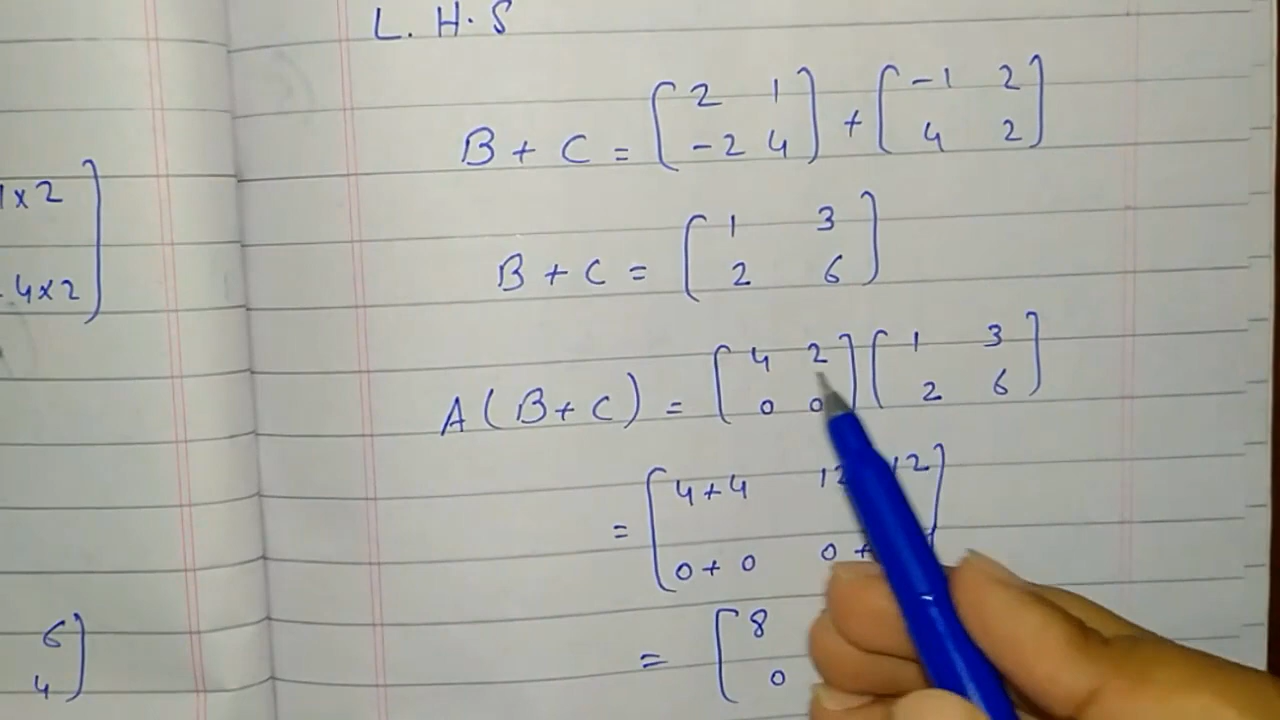 L. H. S
B + C = [ 2 1 ] + [ -1 2 ]
[ -2 4 ] [ 4 2 ]
1x2
B + C = [ 1 3 ]
[ 2 6 ]
4x2
A ( B + C ) = [ 4 2 ] [ 1 3 ]
[ 0 0 ] [ 2 6 ]
= [ 4+4 12 12 ]
[ 0+0 0+ ]
6
4
= [ 8
[ 0